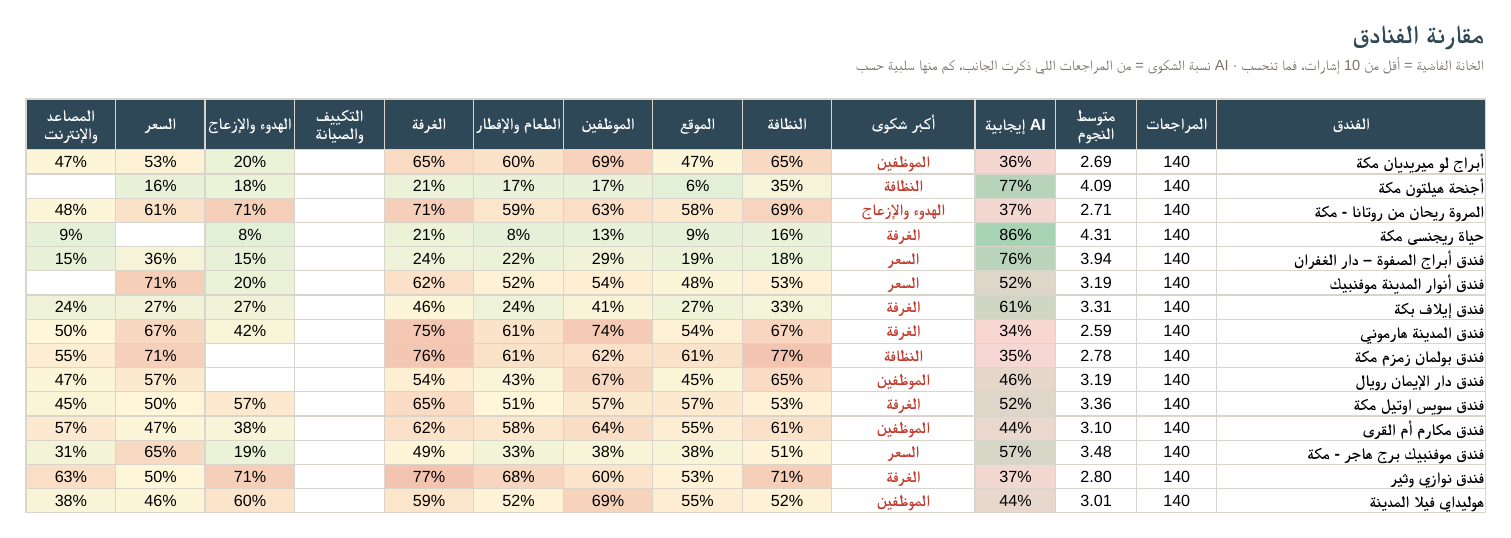 مقارنة الفنادق
الخانة الفاضية = أقل من 10 إشارات، فما تنحسب · AI نسبة الشكوى = من المراجعات اللي ذكرت الجانب، كم منها سلبية حسب
الفندق المراجعات متوسط النجوم AI إيجابية أكبر شكوى النظافة الموقع الموظفين الطعام والإفطار الغرفة التكييف والصيانة الهدوء والإزعاج السعر المصاعد والإنترنت
أبراج لو ميريديان مكة 140 2.69 36% الموظفين 65% 47% 69% 60% 65% 20% 53% 47%
أجنحة هيلتون مكة 140 4.09 77% النظافة 35% 6% 17% 17% 21% 18% 16%
المروة ريحان من روتانا - مكة 140 2.71 37% الهدوء والإزعاج 69% 58% 63% 59% 71% 71% 61% 48%
حياة ريجنسي مكة 140 4.31 86% الغرفة 16% 9% 13% 8% 21% 8% 9%
فندق أبراج الصفوة – دار الغفران 140 3.94 76% السعر 18% 19% 29% 22% 24% 15% 36% 15%
فندق أنوار المدينة موفنبيك 140 3.19 52% السعر 53% 48% 54% 52% 62% 20% 71%
فندق إيلاف بكة 140 3.31 61% الغرفة 33% 27% 41% 24% 46% 27% 27% 24%
فندق المدينة هارموني 140 2.59 34% الغرفة 67% 54% 74% 61% 75% 42% 67% 50%
فندق بولمان زمزم مكة 140 2.78 35% النظافة 77% 61% 62% 61% 76% 71% 55%
فندق دار الإيمان رويال 140 3.19 46% الموظفين 65% 45% 67% 43% 54% 57% 47%
فندق سويس اوتيل مكة 140 3.36 52% الغرفة 53% 57% 57% 51% 65% 57% 50% 45%
فندق مكارم أم القرى 140 3.10 44% الموظفين 61% 55% 64% 58% 62% 38% 47% 57%
فندق موفنبيك برج هاجر - مكة 140 3.48 57% السعر 51% 38% 38% 33% 49% 19% 65% 31%
فندق نوازي وثير 140 2.80 37% الغرفة 71% 53% 60% 68% 77% 71% 50% 63%
هوليداي فيلا المدينة 140 3.01 44% الموظفين 52% 55% 69% 52% 59% 60% 46% 38%